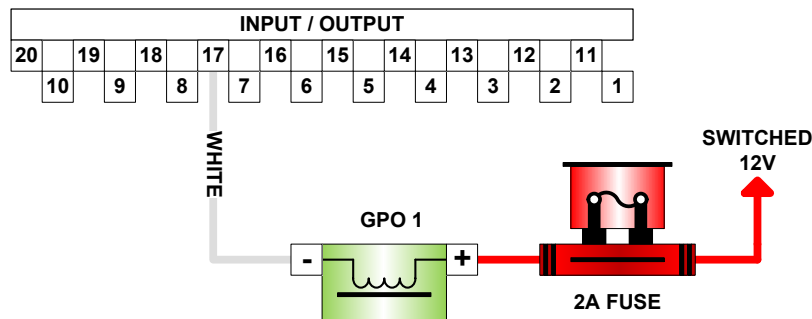 INPUT / OUTPUT
20 19 18 17 16 15 14 13 12 11
10 9 8 7 6 5 4 3 2 1
WHITE
SWITCHED
12V
GPO 1
- +
2A FUSE